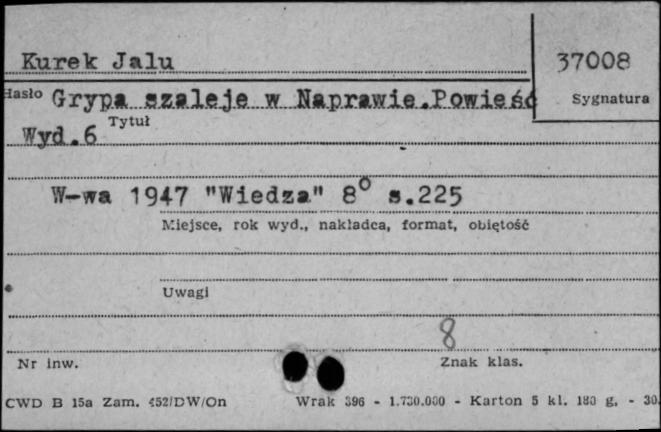 Kurek Jalu
37008
Hasło Grypa szaleje w Naprawie.Powieść
Sygnatura
Tytuł
Wyd.6
W-wa 1947 "Wiedza" 8° s.225
Miejsce, rok wyd., nakładca, format, objętość
Uwagi
8
Nr inw.
Znak klas.
CWD B 15a Zam. 452/DW/On Wrak 396 - 1.730.000 - Karton 5 kl. 180 g. - 30.